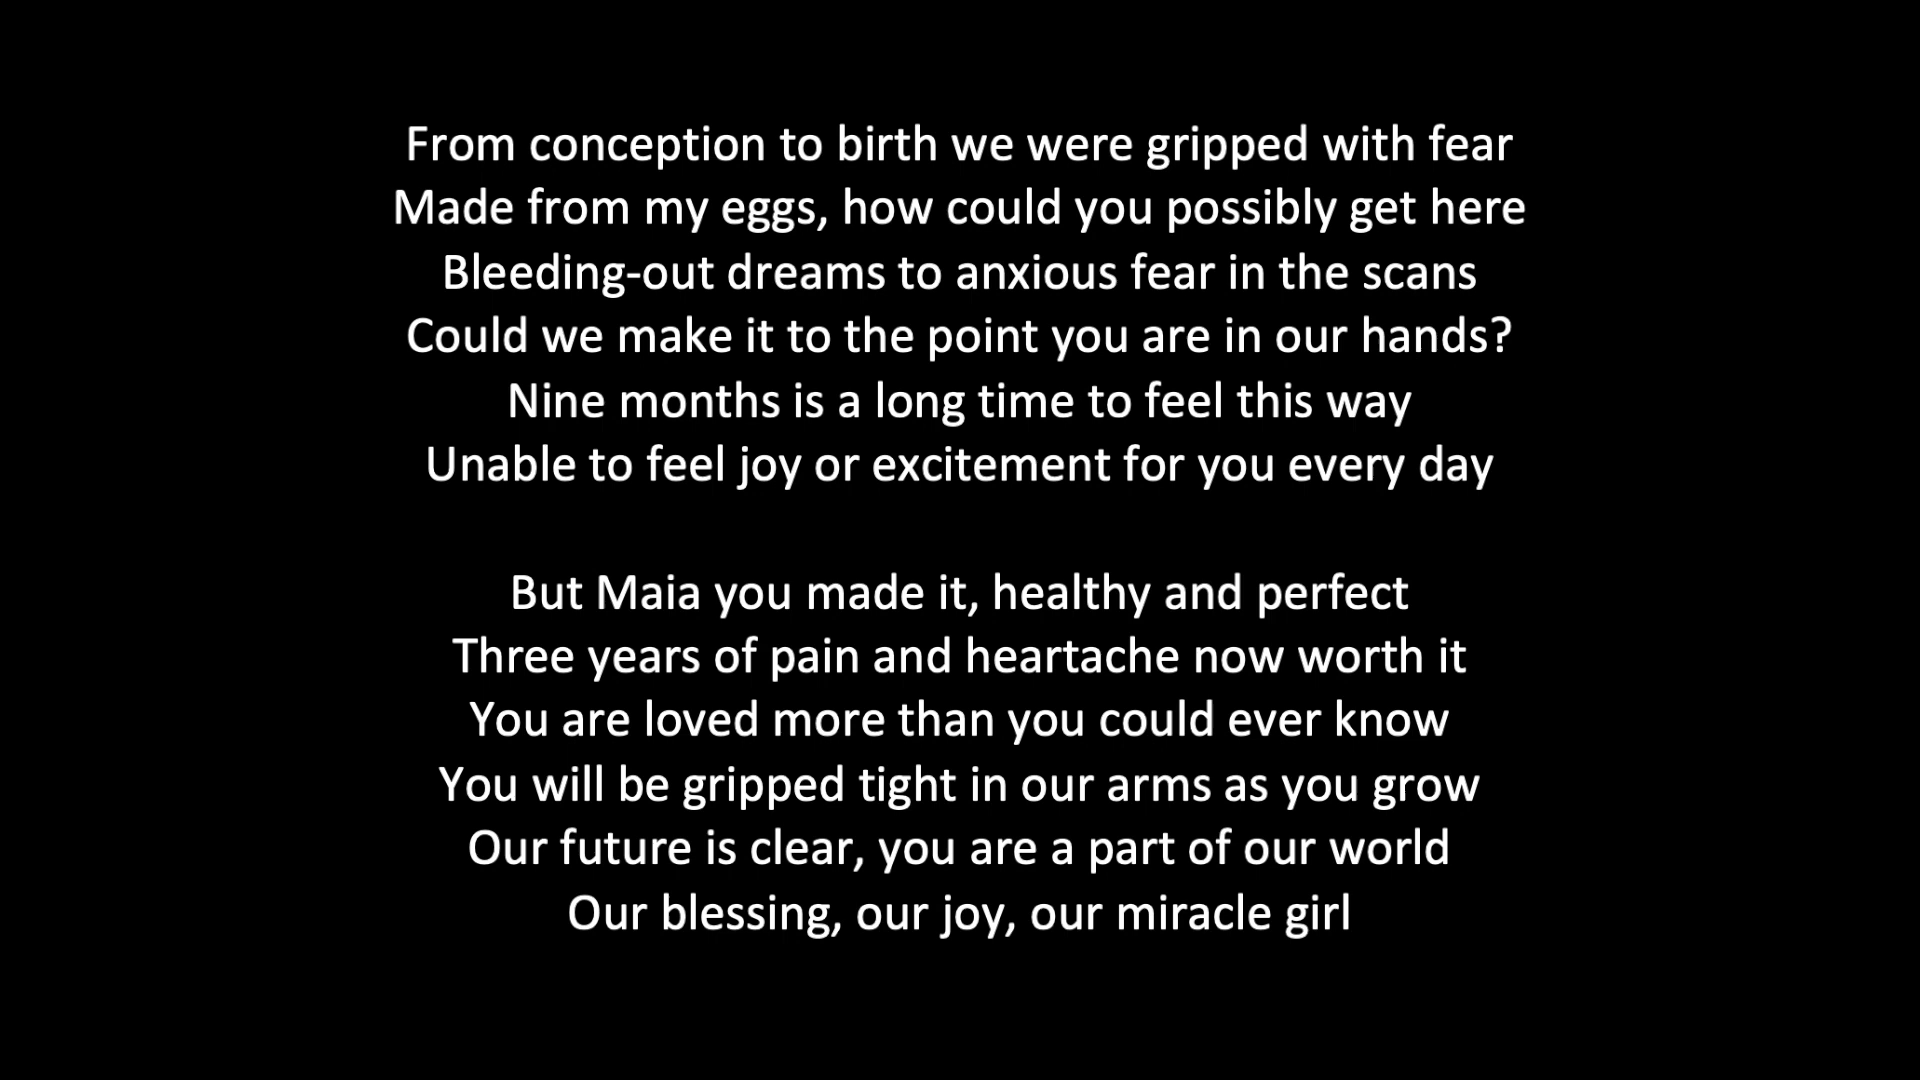 From conception to birth we were gripped with fear
Made from my eggs, how could you possibly get here
Bleeding-out dreams to anxious fear in the scans
Could we make it to the point you are in our hands?
Nine months is a long time to feel this way
Unable to feel joy or excitement for you every day
But Maia you made it, healthy and perfect
Three years of pain and heartache now worth it
You are loved more than you could ever know
You will be gripped tight in our arms as you grow
Our future is clear, you are a part of our world
Our blessing, our joy, our miracle girl